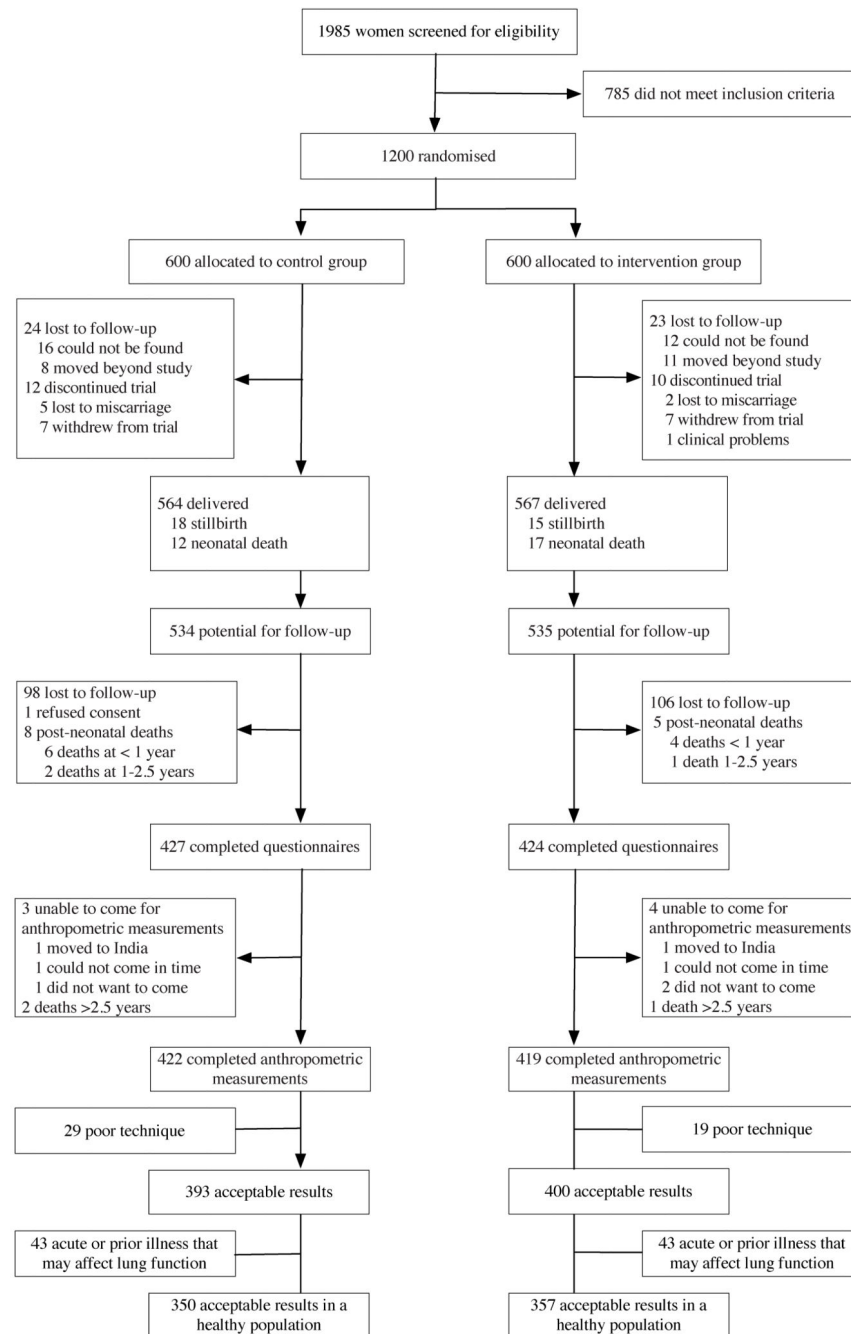 1985 women screened for eligibility
785 did not meet inclusion criteria
1200 randomised
600 allocated to control group
600 allocated to intervention group
24 lost to follow-up
16 could not be found
8 moved beyond study
12 discontinued trial
5 lost to miscarriage
7 withdrew from trial
23 lost to follow-up
12 could not be found
11 moved beyond study
10 discontinued trial
2 lost to miscarriage
7 withdrew from trial
1 clinical problems
564 delivered
18 stillbirth
12 neonatal death
567 delivered
15 stillbirth
17 neonatal death
534 potential for follow-up
535 potential for follow-up
98 lost to follow-up
1 refused consent
8 post-neonatal deaths
6 deaths at < 1 year
2 deaths at 1-2.5 years
106 lost to follow-up
5 post-neonatal deaths
4 deaths < 1 year
1 death 1-2.5 years
427 completed questionnaires
424 completed questionnaires
3 unable to come for
anthropometric measurements
1 moved to India
1 could not come in time
1 did not want to come
2 deaths >2.5 years
4 unable to come for
anthropometric measurements
1 moved to India
1 could not come in time
2 did not want to come
1 death >2.5 years
422 completed anthropometric
measurements
419 completed anthropometric
measurements
29 poor technique
19 poor technique
393 acceptable results
400 acceptable results
43 acute or prior illness that
may affect lung function
43 acute or prior illness that
may affect lung function
350 acceptable results in a
healthy population
357 acceptable results in a
healthy population